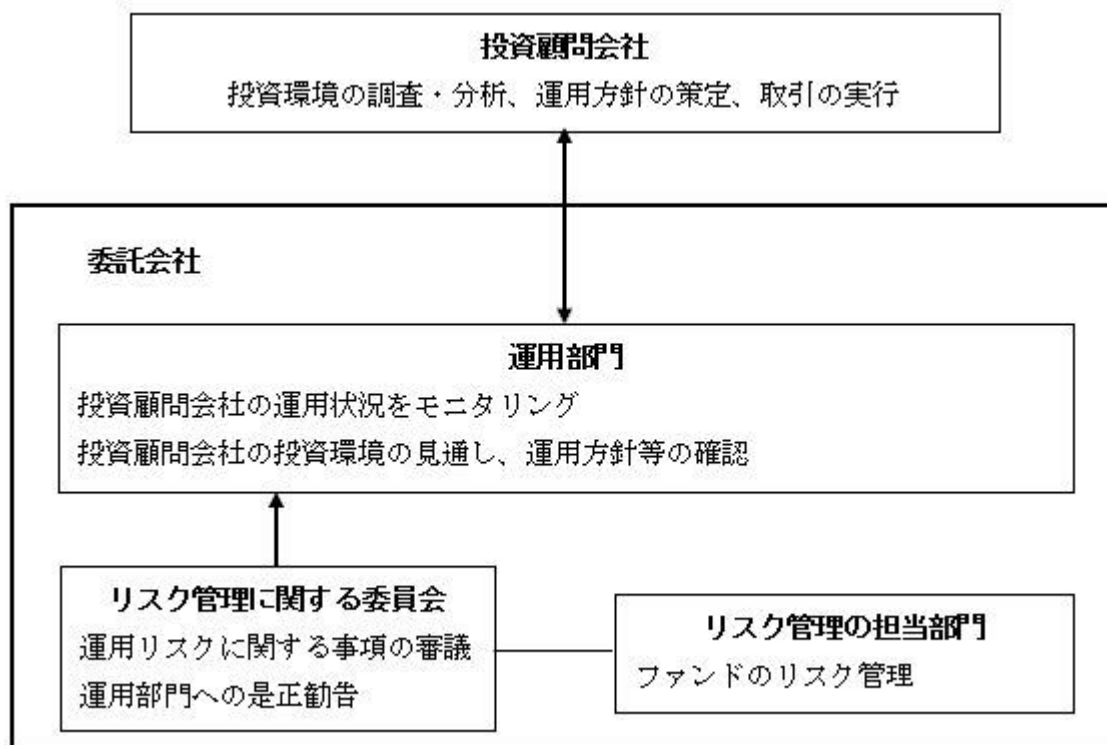 投資顧問会社
投資環境の調査・分析、運用方針の策定、取引の実行
委託会社
運用部門
投資顧問会社の運用状況をモニタリング
投資顧問会社の投資環境の見通し、運用方針等の確認
リスク管理に関する委員会
運用リスクに関する事項の審議
運用部門への是正勧告
リスク管理の担当部門
ファンドのリスク管理